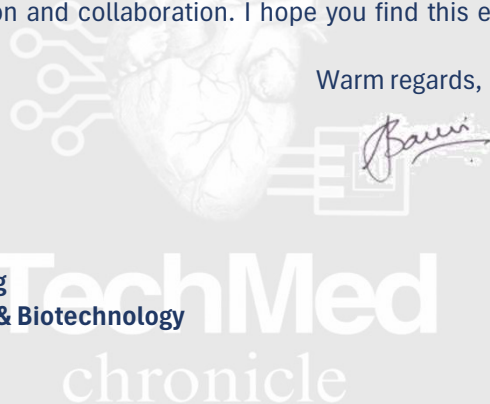 on and collaboration. I hope you find this e
Warm regards,
g
& Biotechnology
TechMed
chronicle